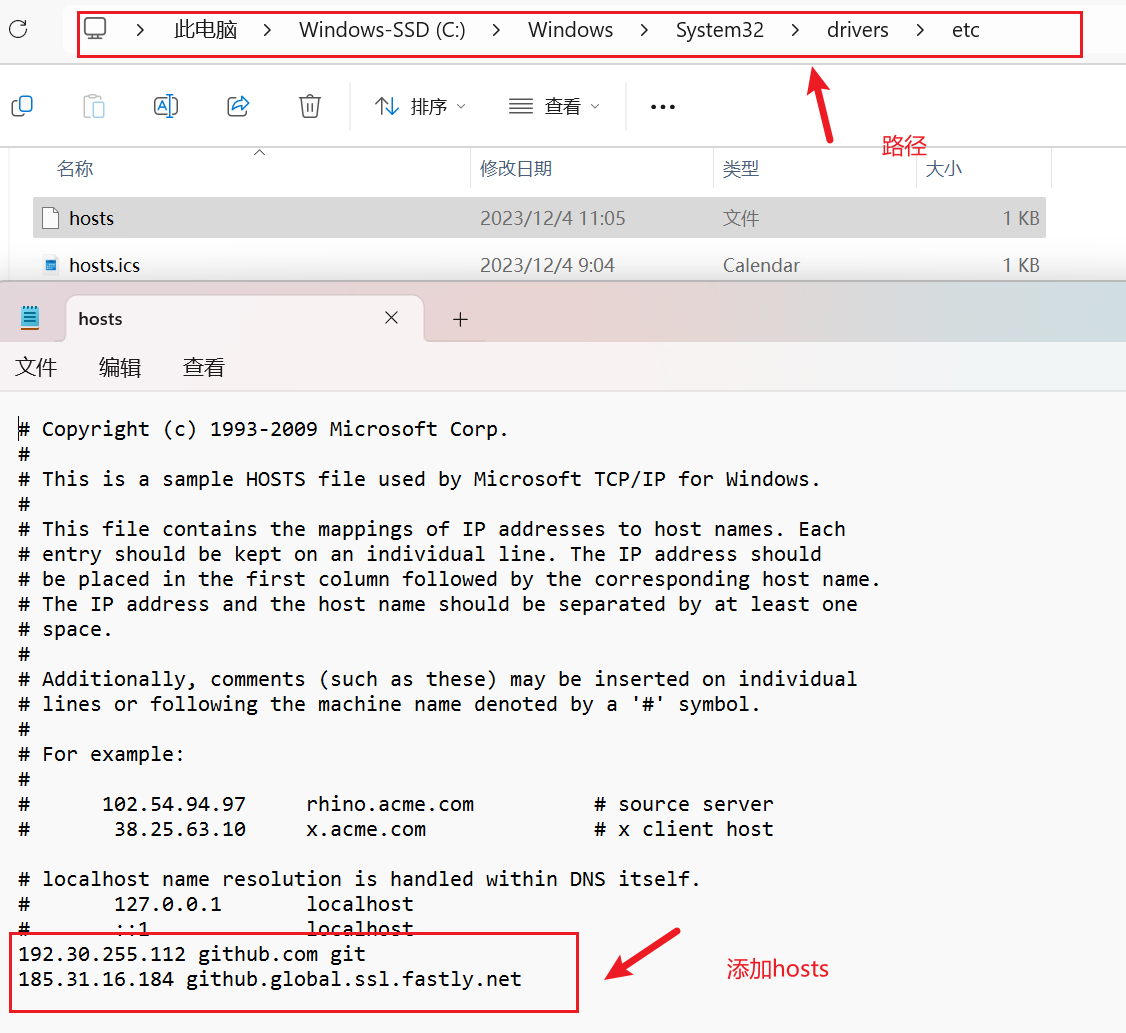 此电脑 Windows-SSD (C:) Windows System32 drivers etc
排序 查看
路径
名称 修改日期 类型 大小
hosts 2023/12/4 11:05 文件 1 KB
hosts.ics 2023/12/4 9:04 Calendar 1 KB
hosts
文件 编辑 查看
# Copyright (c) 1993-2009 Microsoft Corp.
#
# This is a sample HOSTS file used by Microsoft TCP/IP for Windows.
#
# This file contains the mappings of IP addresses to host names. Each
# entry should be kept on an individual line. The IP address should
# be placed in the first column followed by the corresponding host name.
# The IP address and the host name should be separated by at least one
# space.
#
# Additionally, comments (such as these) may be inserted on individual
# lines or following the machine name denoted by a '#' symbol.
#
# For example:
#
# 102.54.94.97 rhino.acme.com # source server
# 38.25.63.10 x.acme.com # x client host
# localhost name resolution is handled within DNS itself.
# 127.0.0.1 localhost
# ::1 localhost
192.30.255.112 github.com git
185.31.16.184 github.global.ssl.fastly.net
添加hosts